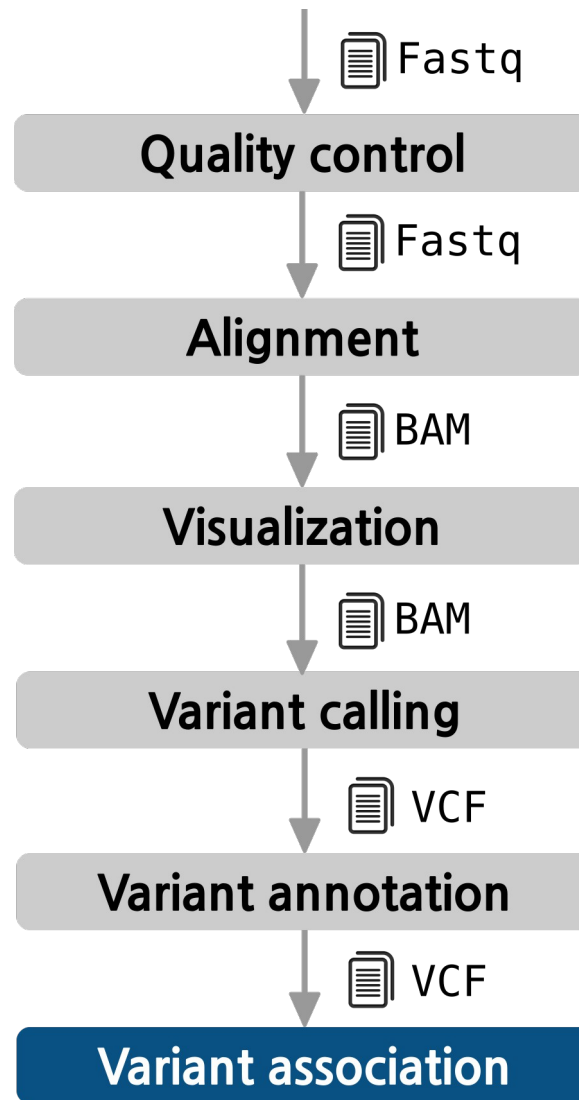 Fastq
Quality control
Fastq
Alignment
BAM
Visualization
BAM
Variant calling
VCF
Variant annotation
VCF
Variant association